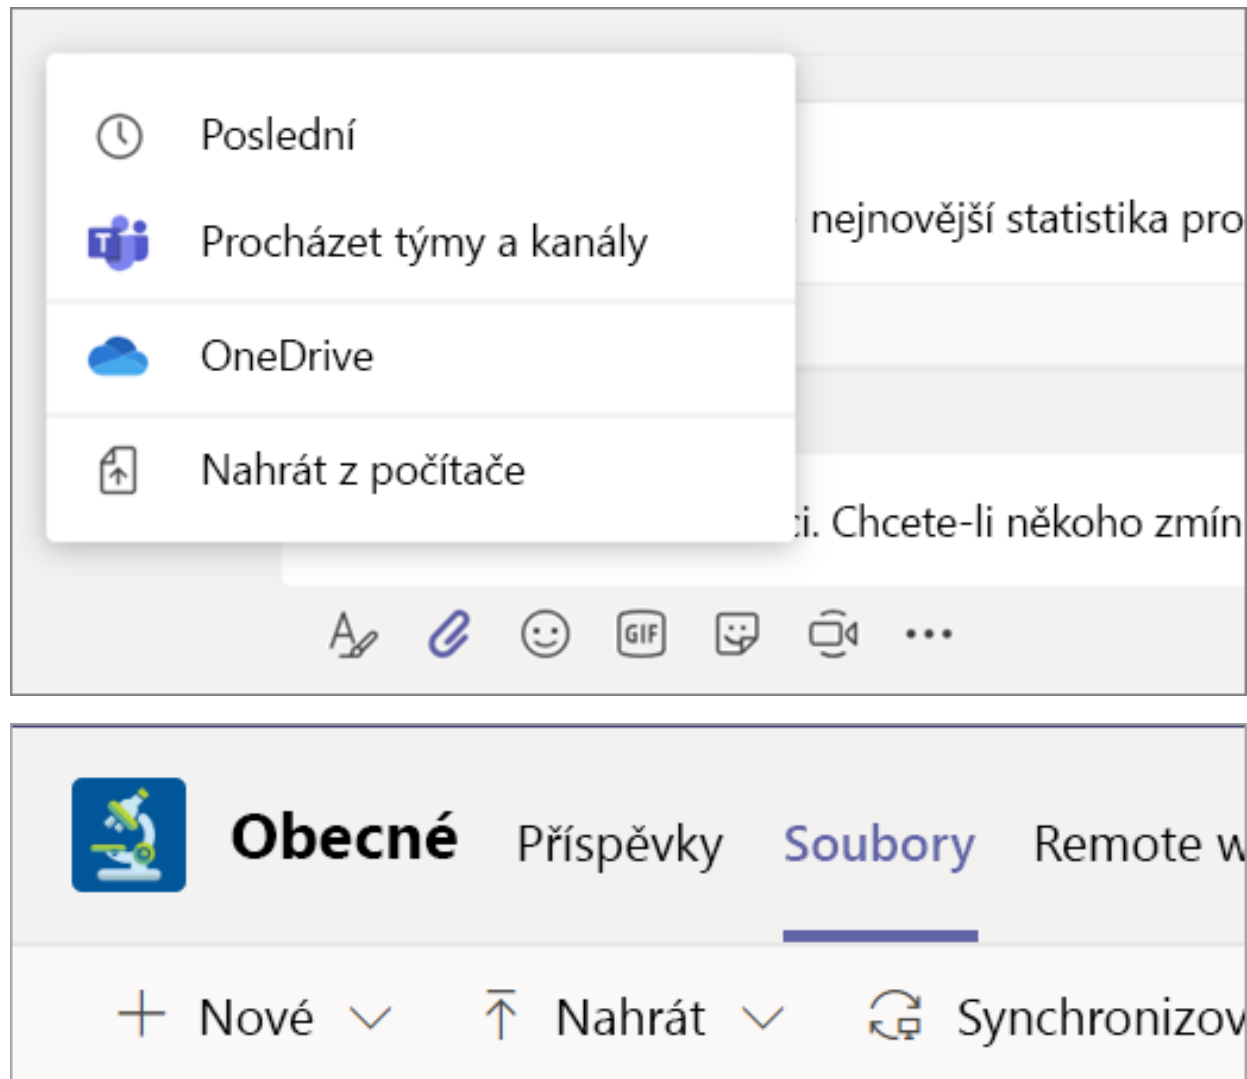 Poslední
Procházet týmy a kanály
nejnovější statistika pro
OneDrive
Nahrát z počítače
Chcete-li někoho zmín
GIF
Obecné Příspěvky Soubory Remote w
Nové Nahrát Synchronizov